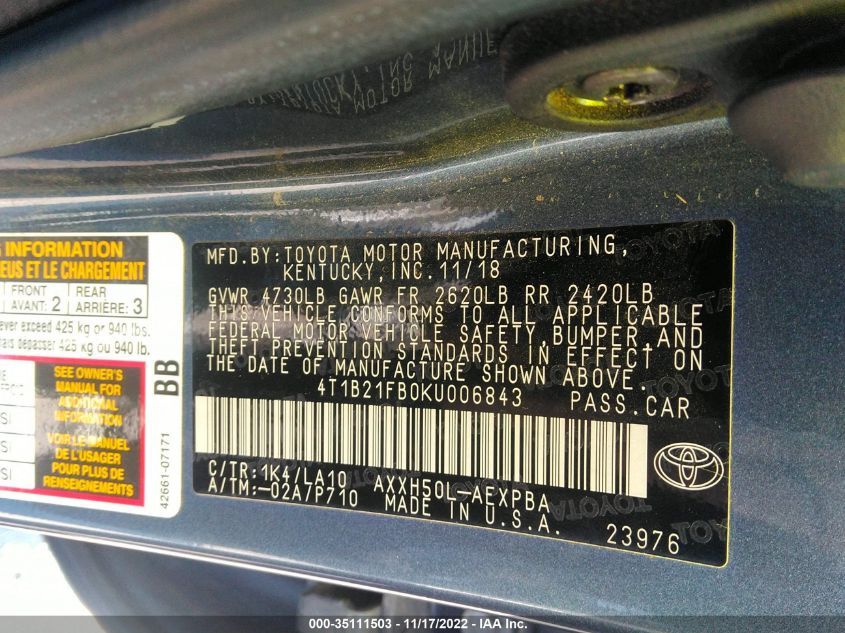 MFD.BY:TOYOTA MOTOR MANUFACTURING,
KENTUCKY, INC. 11/18
GVWR 4730LB GAWR FR 2620LB RR 2420LB
THIS VEHICLE CONFORMS TO ALL APPLICABLE
FEDERAL MOTOR VEHICLE SAFETY, BUMPER, AND
THEFT PREVENTION STANDARDS IN EFFECT ON
THE DATE OF MANUFACTURE SHOWN ABOVE.
4T1B21FB0KU006843 PASS.CAR
C/TR:1K4/LA10 AXXH50L-AEXPBA
A/TM:-02A7P710 MADE IN U.S.A.
23976
INFORMATION
EUS ET LE CHARGEMENT
FRONT REAR
AVANT: 2 ARRIÈRE: 3
ever exceed 425 kg or 940 lbs.
mais dépasser 425 kg ou 940 lb.
SEE OWNER'S
MANUAL FOR
ADDITIONAL
INFORMATION
VOIR LE MANUEL
DE L'USAGER
POUR PLUS DE
RENSEIGNEMENTS
BB
42661-07171
TOYOTA
000-35111503 - 11/17/2022 - IAA Inc.